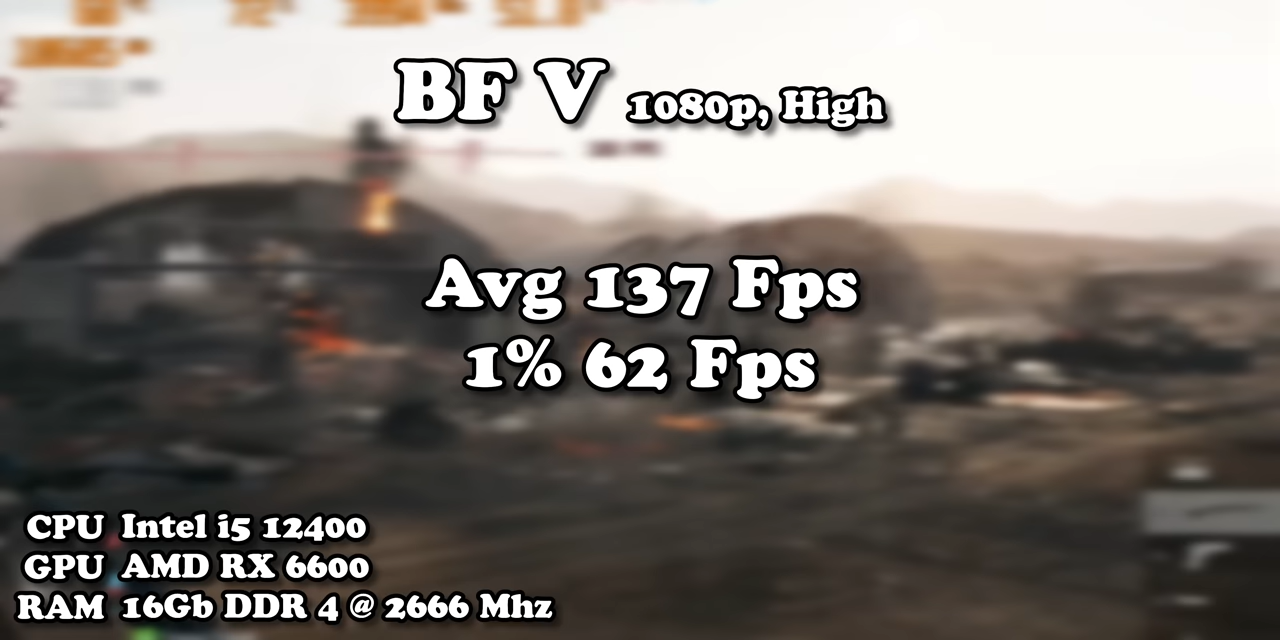 BF V 1080p, High
Avg 137 Fps
1% 62 Fps
CPU Intel i5 12400
GPU AMD RX 6600
RAM 16Gb DDR 4 @ 2666 Mhz